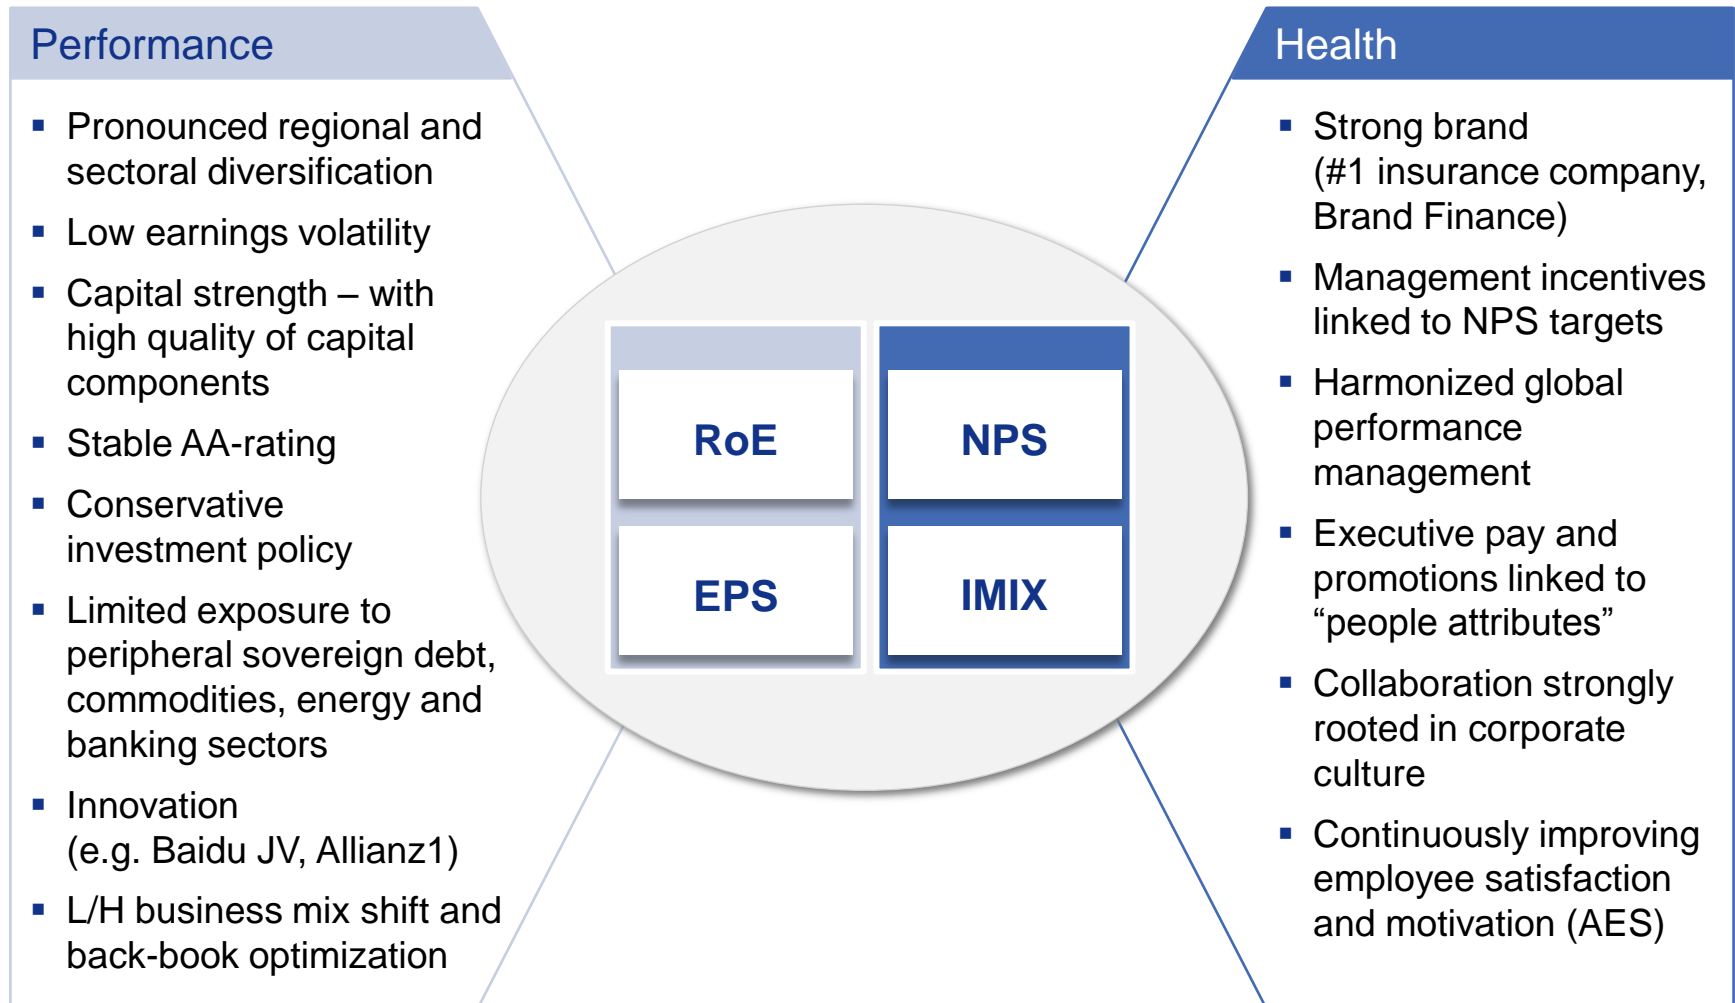 Performance
▪ Pronounced regional and
sectoral diversification
▪ Low earnings volatility
▪ Capital strength – with
high quality of capital
components
▪ Stable AA-rating
▪ Conservative
investment policy
▪ Limited exposure to
peripheral sovereign debt,
commodities, energy and
banking sectors
▪ Innovation
(e.g. Baidu JV, Allianz1)
▪ L/H business mix shift and
back-book optimization
RoE
EPS
NPS
IMIX
Health
▪ Strong brand
(#1 insurance company,
Brand Finance)
▪ Management incentives
linked to NPS targets
▪ Harmonized global
performance
management
▪ Executive pay and
promotions linked to
“people attributes”
▪ Collaboration strongly
rooted in corporate
culture
▪ Continuously improving
employee satisfaction
and motivation (AES)